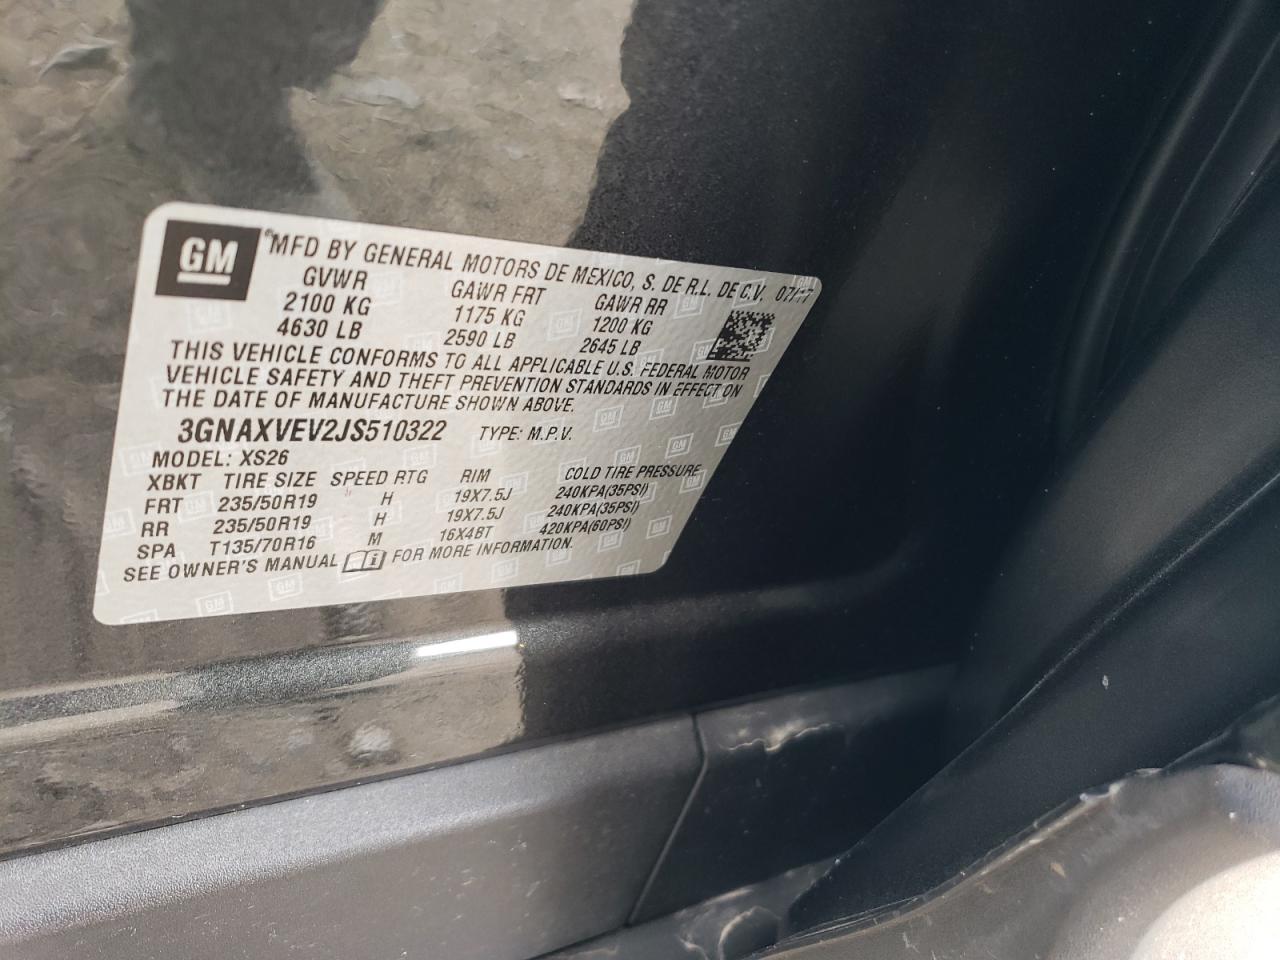 GM ®MFD BY GENERAL MOTORS DE MEXICO, S. DE R.L. DE C.V. 07/17
GVWR GAWR FRT GAWR RR
2100 KG 1175 KG 1200 KG
4630 LB 2590 LB 2645 LB
THIS VEHICLE CONFORMS TO ALL APPLICABLE U.S. FEDERAL MOTOR
VEHICLE SAFETY AND THEFT PREVENTION STANDARDS IN EFFECT ON
THE DATE OF MANUFACTURE SHOWN ABOVE.
3GNAXVEV2JS510322 TYPE: M.P.V.
MODEL: XS26
XBKT TIRE SIZE SPEED RTG RIM COLD TIRE PRESSURE
FRT 235/50R19 H 19X7.5J 240KPA(35PSI)
RR 235/50R19 H 19X7.5J 240KPA(35PSI)
SPA T135/70R16 M 16X4BT 420KPA(60PSI)
SEE OWNER'S MANUAL FOR MORE INFORMATION.